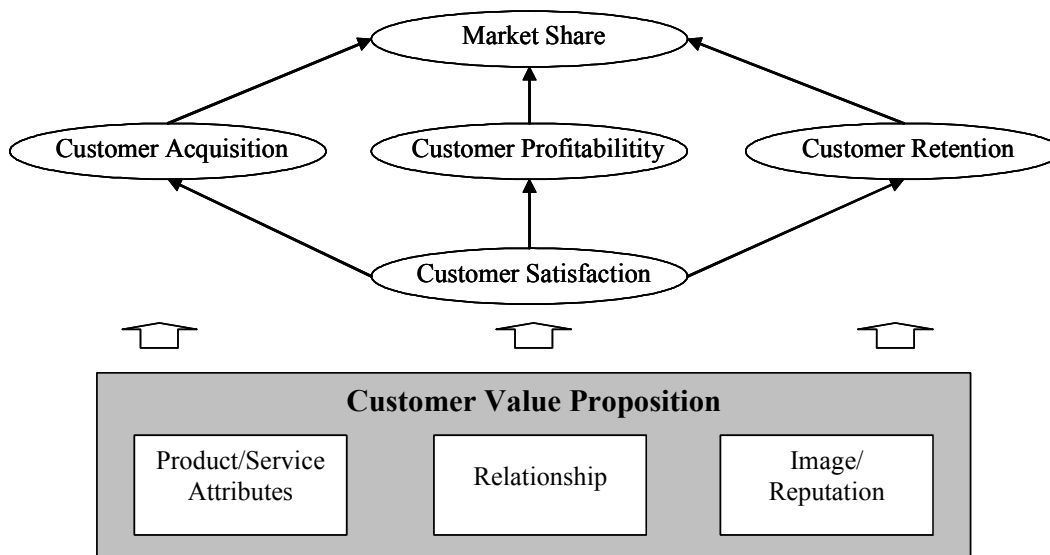 Market Share
Customer Acquisition
Customer Profitabilitity
Customer Retention
Customer Satisfaction
Customer Value Proposition
Product/Service
Attributes
Relationship
Image/
Reputation